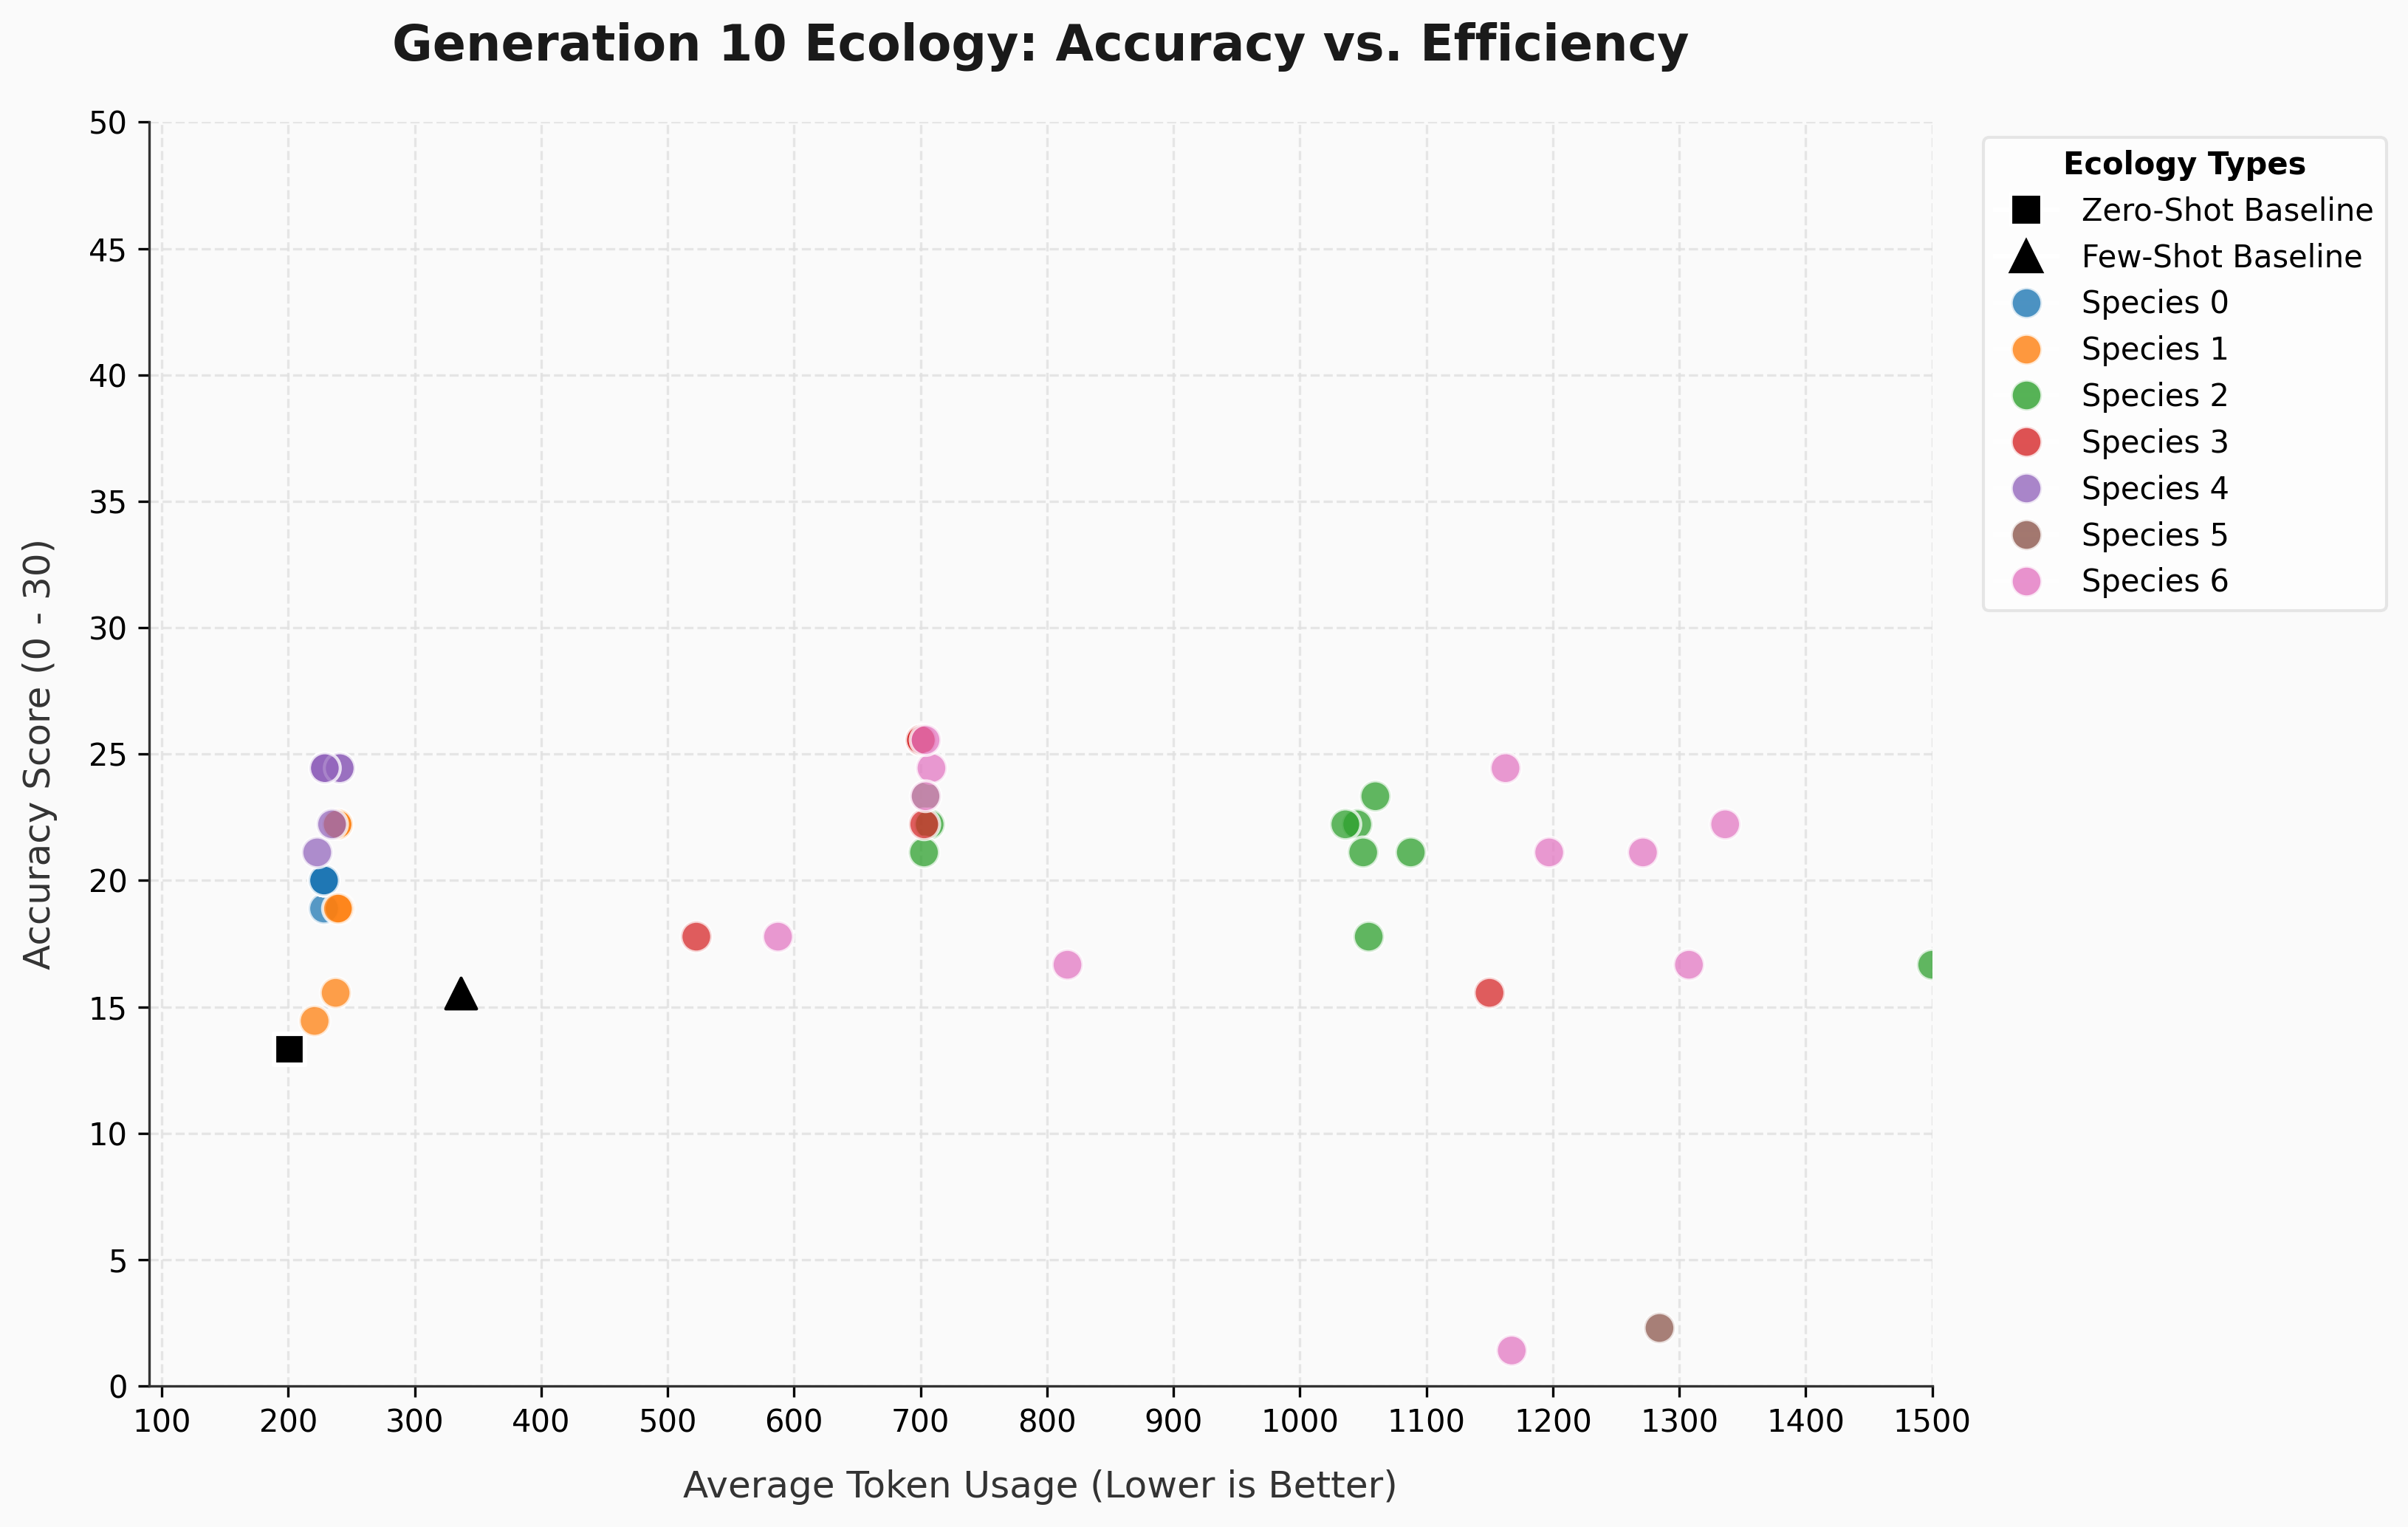 Generation 10 Ecology: Accuracy vs. Efficiency
50
45
40
35
30
25
20
15
10
5
0
Accuracy Score (0 - 30)
100 200 300 400 500 600 700 800 900 1000 1100 1200 1300 1400 1500
Average Token Usage (Lower is Better)
Ecology Types
Zero-Shot Baseline
Few-Shot Baseline
Species 0
Species 1
Species 2
Species 3
Species 4
Species 5
Species 6